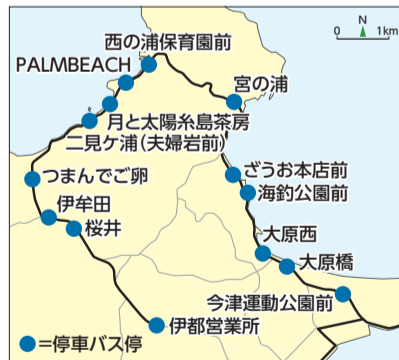 西の浦保育園前
N
0 1km
PALMBEACH
宮の浦
月と太陽糸島茶房
二見ケ浦(夫婦岩前)
ざうお本店前
つまんでご卵
海釣公園前
伊牟田
桜井
大原西
大原橋
今津運動公園前
伊都営業所
=停車バス停